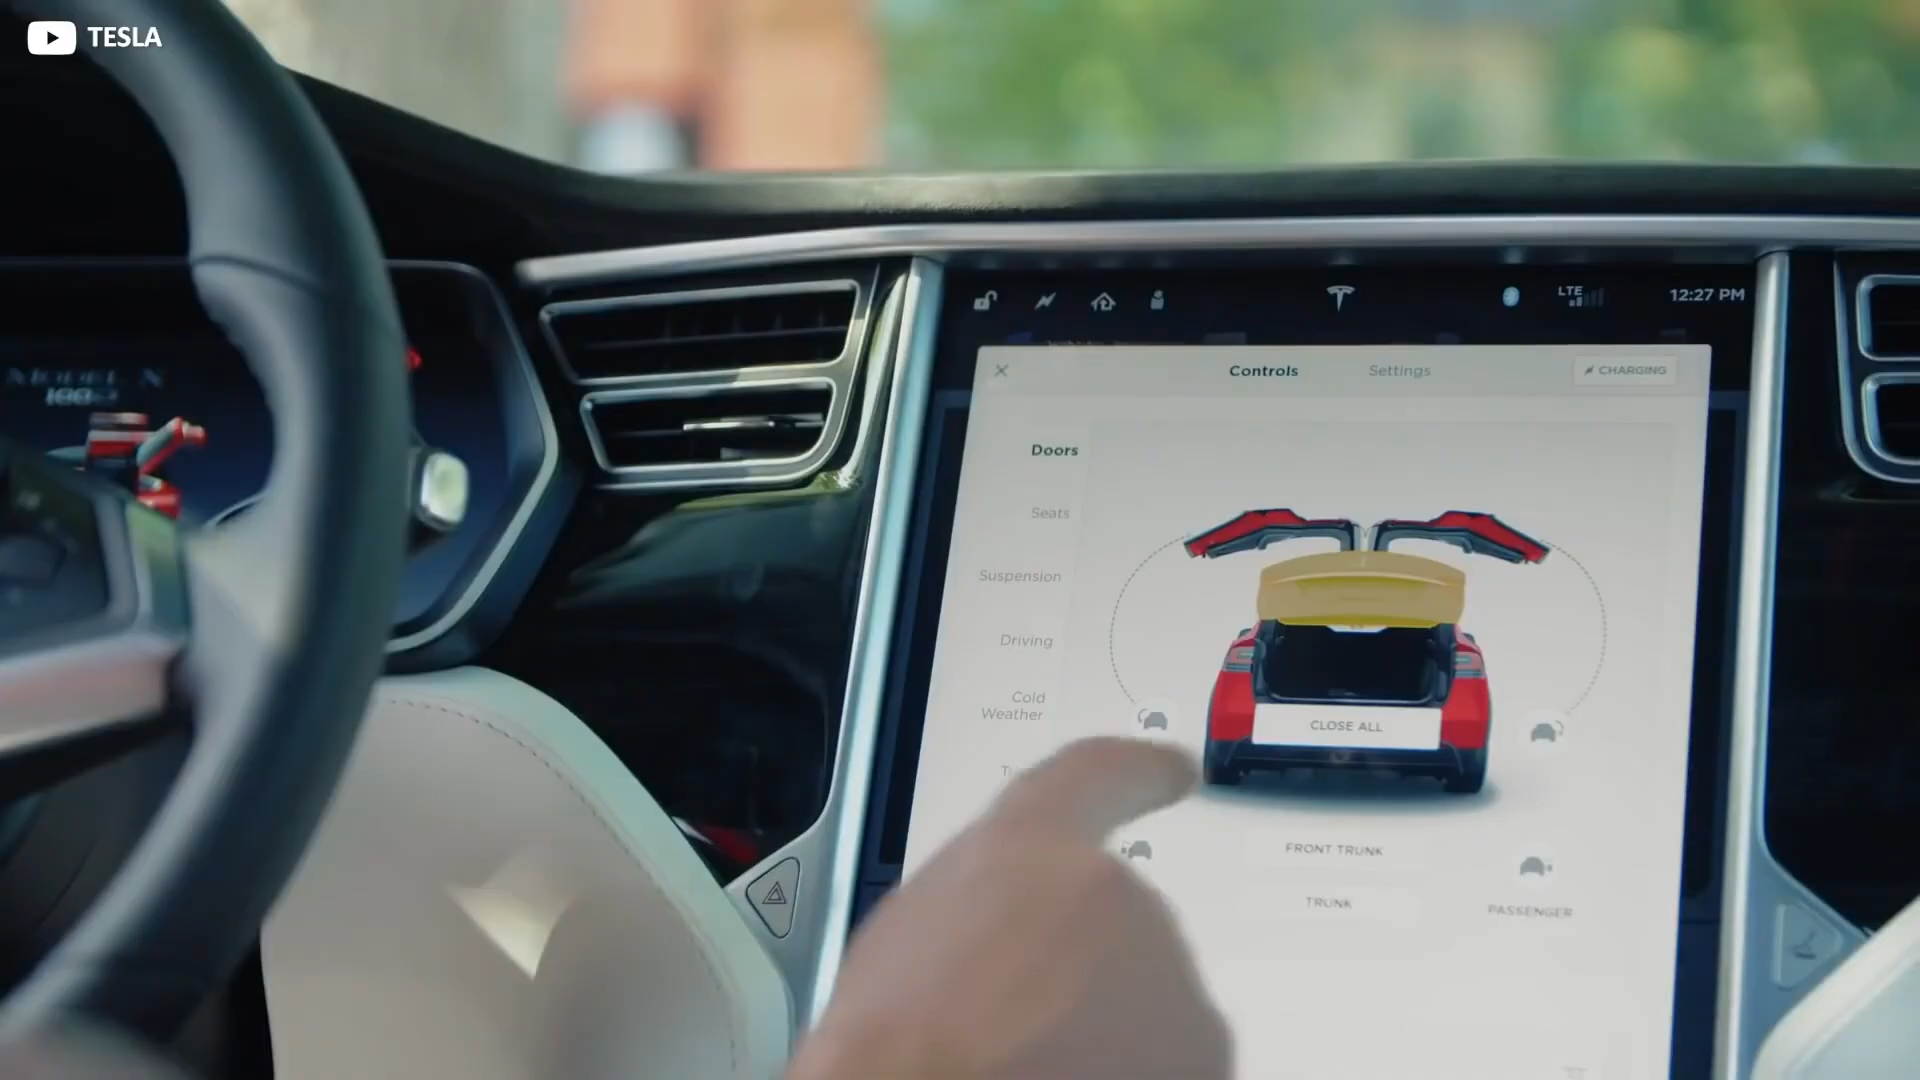 TESLA
LTE
12:27 PM
Controls
Settings
CHARGING
MODEL X
Doors
Seats
Suspension
Driving
Cold
Weather
CLOSE ALL
FRONT TRUNK
TRUNK
PASSENGER